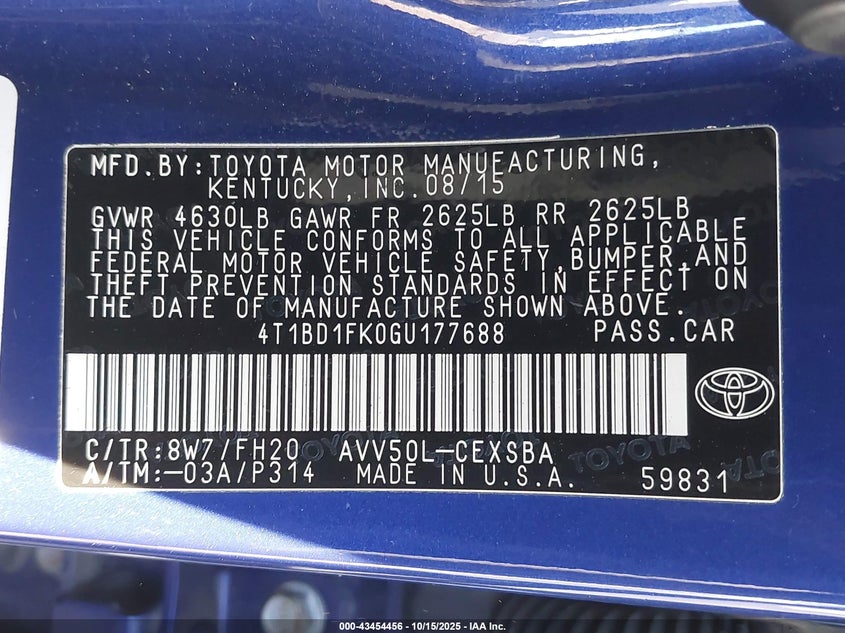 MFD.BY:TOYOTA MOTOR MANUFACTURING,
KENTUCKY,INC.08/15
GVWR 4630LB GAWR FR 2625LB RR 2625LB
THIS VEHICLE CONFORMS TO ALL APPLICABLE
FEDERAL MOTOR VEHICLE SAFETY,BUMPER,AND
THEFT PREVENTION STANDARDS IN EFFECT ON
THE DATE OF MANUFACTURE SHOWN ABOVE.
4T1BD1FK0GU177688 PASS.CAR
C/TR:8W7/FH20 AVV50L-CEXSBA
A/TM:-03A/P314 MADE IN U.S.A. 59831
TOYOTA
000-43454456 - 10/15/2025 - IAA Inc.